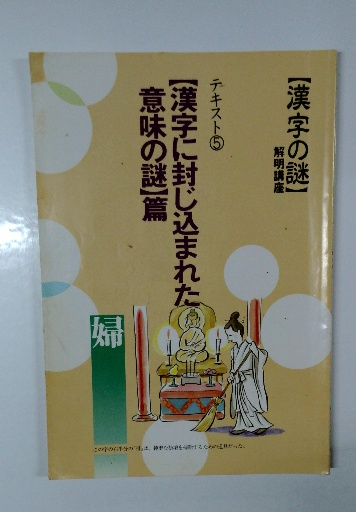 【漢字の謎】
解明講座
テキスト⑤
【漢字に封じ込まれた
意味の謎】篇
婦